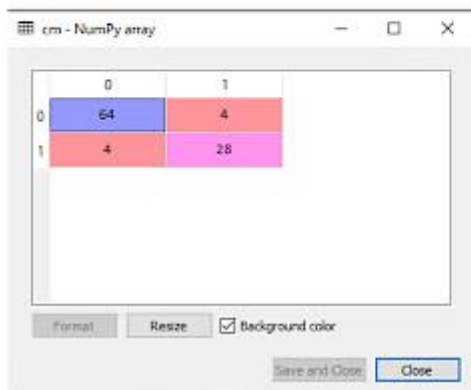 cm - NumPy array
0 1
0 64 4
1 4 28
Format Resize Background color
Save and Close Close